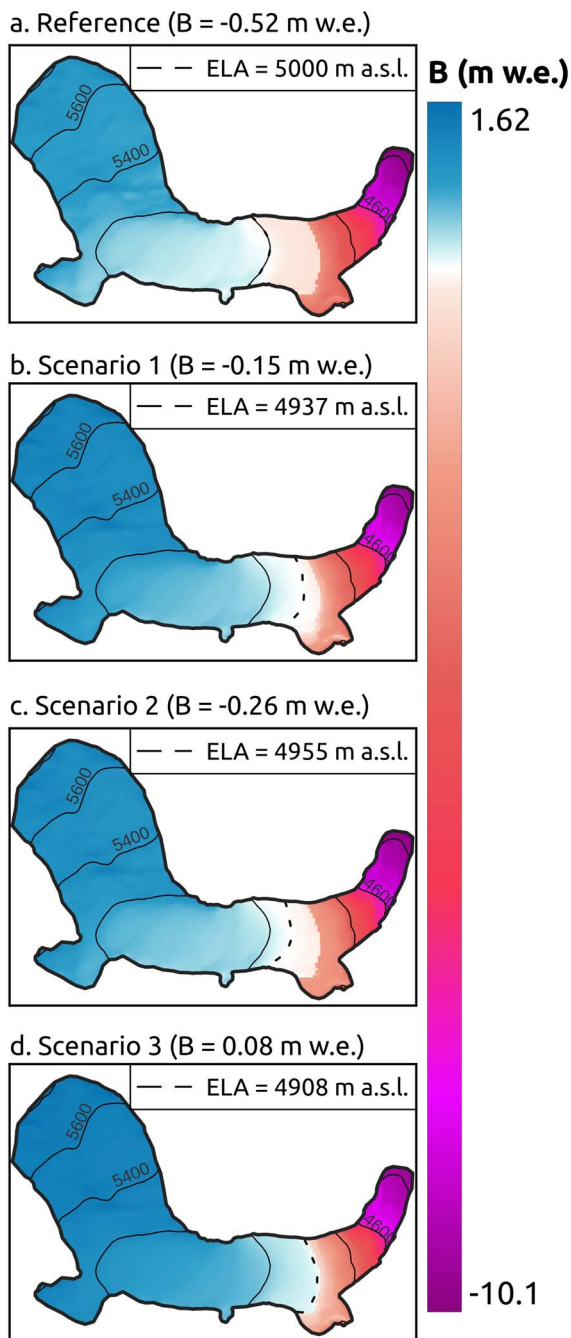 a. Reference (B = -0.52 m w.e.)
ELA = 5000 m a.s.l.
5600
5400
4600
B (m w.e.)
1.62
b. Scenario 1 (B = -0.15 m w.e.)
ELA = 4937 m a.s.l.
5600
5400
4600
c. Scenario 2 (B = -0.26 m w.e.)
ELA = 4955 m a.s.l.
5600
5400
4600
d. Scenario 3 (B = 0.08 m w.e.)
ELA = 4908 m a.s.l.
5600
5400
4600
-10.1